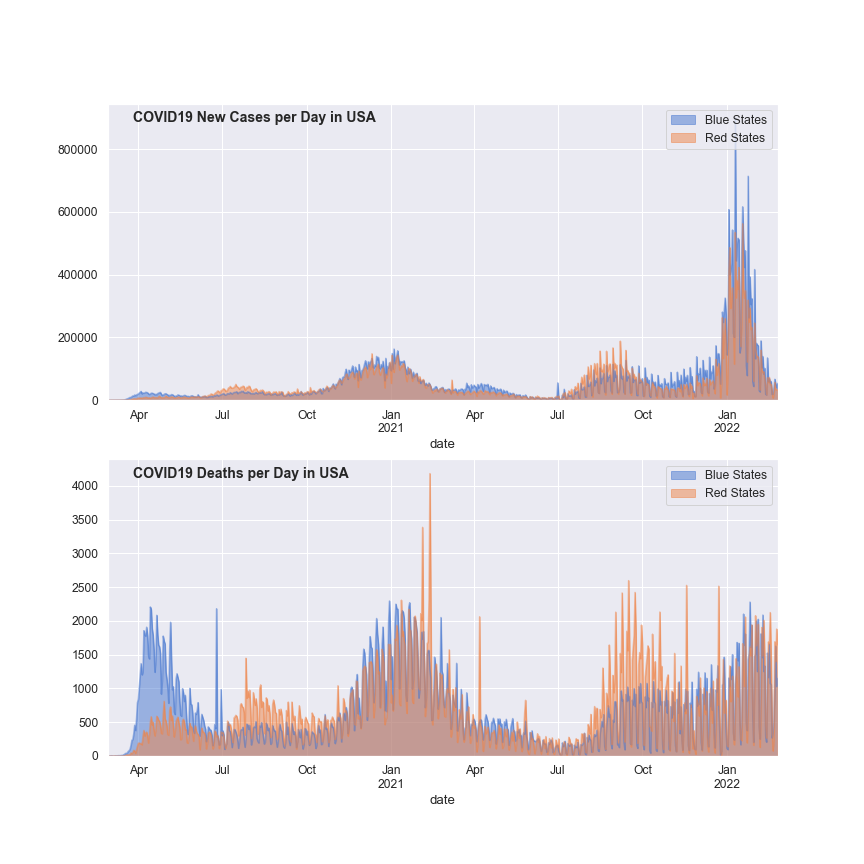 COVID19 New Cases per Day in USA
Blue States
Red States
800000
600000
400000
200000
0
Apr Jul Oct Jan Apr Jul Oct Jan
2021 2022
date
COVID19 Deaths per Day in USA
Blue States
Red States
4000
3500
3000
2500
2000
1500
1000
500
0
Apr Jul Oct Jan Apr Jul Oct Jan
2021 2022
date